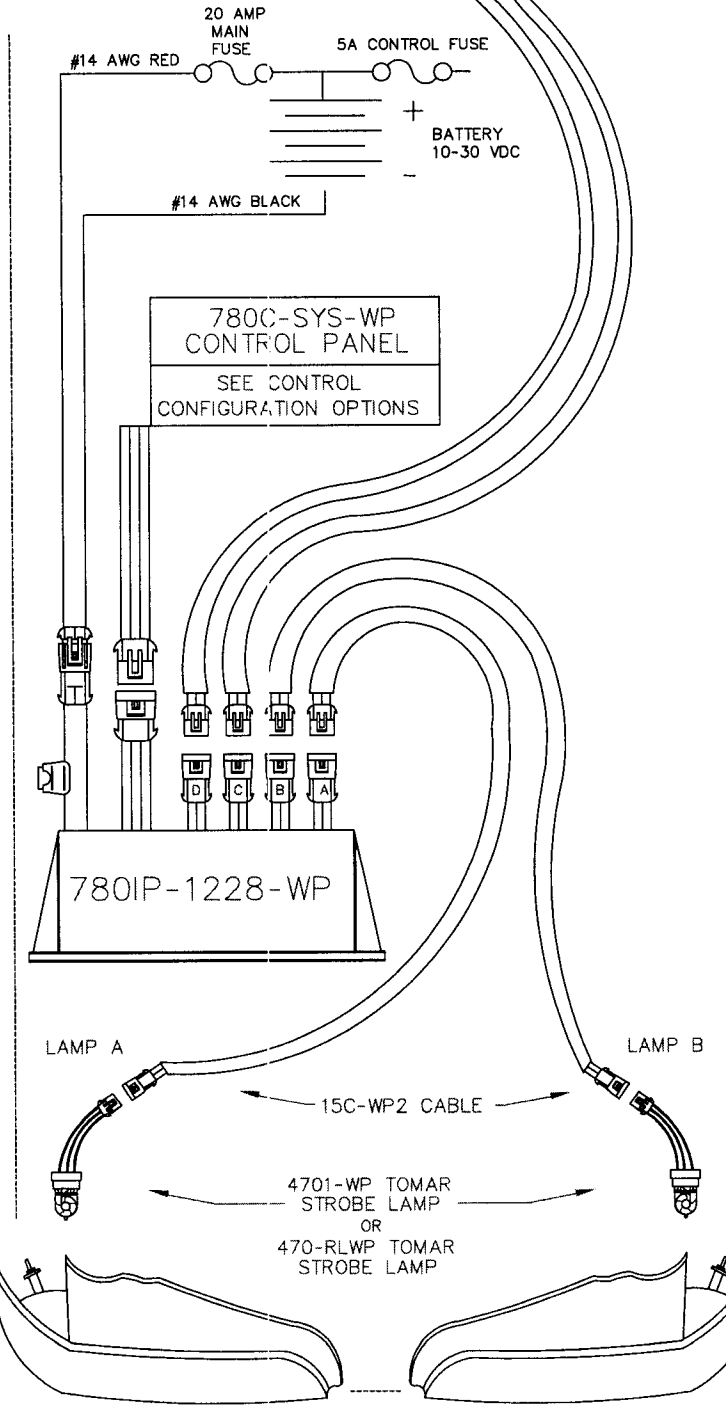 20 AMP
MAIN
FUSE
5A CONTROL FUSE
#14 AWG RED
+
BATTERY
10-30 VDC
-
#14 AWG BLACK
780C-SYS-WP
CONTROL PANEL
SEE CONTROL
CONFIGURATION OPTIONS
D C B A
780IP-1228-WP
LAMP A
LAMP B
15C-WP2 CABLE
4701-WP TOMAR
STROBE LAMP
OR
470-RLWP TOMAR
STROBE LAMP